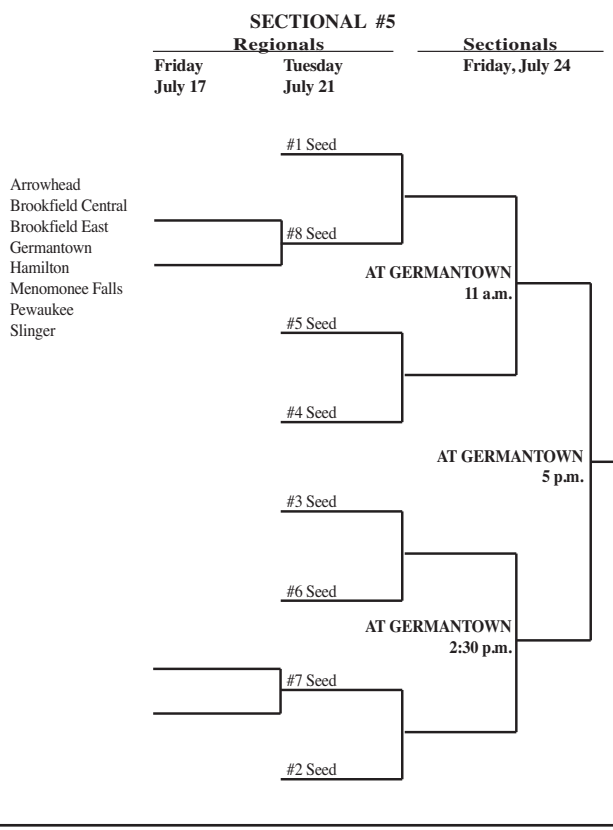 SECTIONAL #5
Regionals
Sectionals
Friday
July 17
Tuesday
July 21
Friday, July 24
Arrowhead
Brookfield Central
Brookfield East
Germantown
Hamilton
Menomonee Falls
Pewaukee
Slinger
#1 Seed
#8 Seed
AT GERMANTOWN
11 a.m.
#5 Seed
#4 Seed
AT GERMANTOWN
5 p.m.
#3 Seed
#6 Seed
AT GERMANTOWN
2:30 p.m.
#7 Seed
#2 Seed